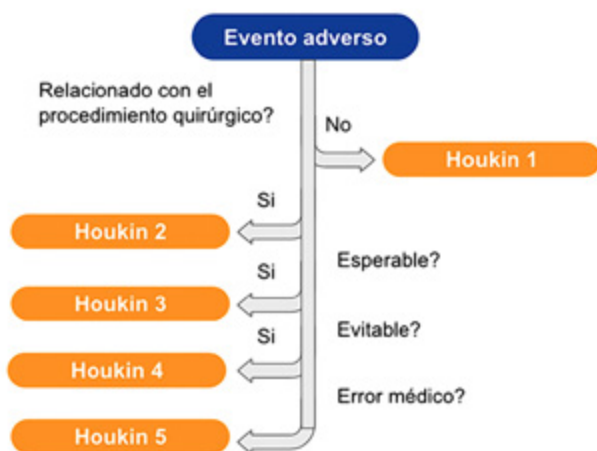 Evento adverso
Relacionado con el
procedimiento quirúrgico?
No
Houkin 1
Si
Houkin 2
Esperable?
Si
Houkin 3
Evitable?
Si
Houkin 4
Error médico?
Houkin 5